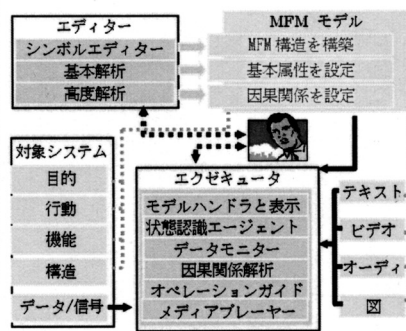 エディター
シンボルエディター
基本解析
高度解析
MFM モデル
MFM 構造を構築
基本属性を設定
因果関係を設定
対象システム
目的
行動
機能
構造
データ/信号
エクゼキュータ
モデルハンドラと表示
状態認識エージェント
データモニター
因果関係解析
オペレーションガイド
メディアプレーヤー
テキスト
ビデオ
オーディ
図